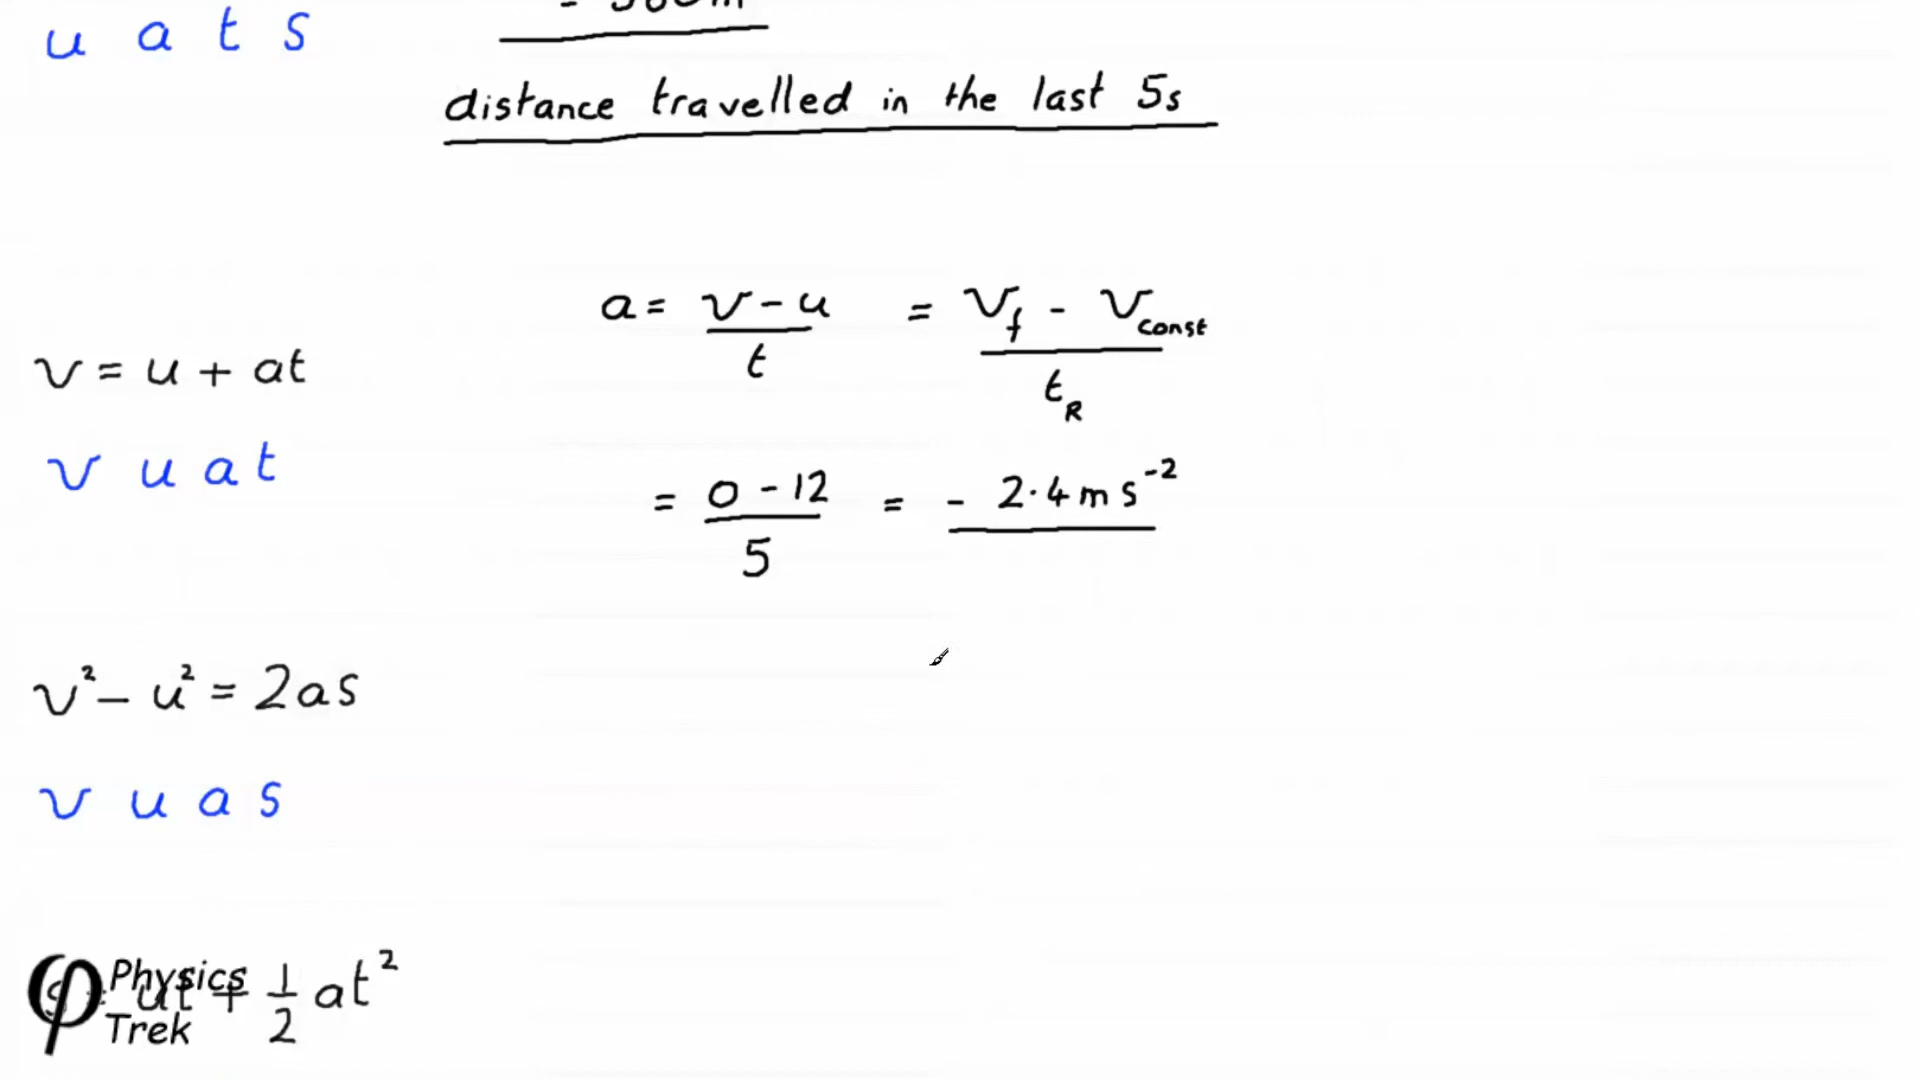 u a t s
distance travelled in the last 5s
a = v - u / t = v_f - v_const / t_R
v = u + at
v u a t
= 0 - 12 / 5 = - 2.4 m s⁻²
v² - u² = 2as
v u a s
ut + 1/2 at²
Physics
Trek